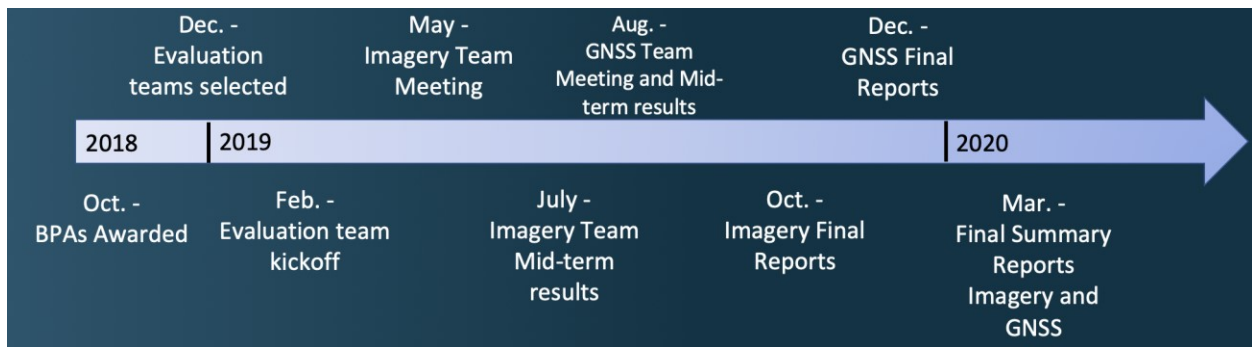 Dec. -
Evaluation
teams selected
May -
Imagery Team
Meeting
Aug. -
GNSS Team
Meeting and Mid-
term results
Dec. -
GNSS Final
Reports
2018
2019
2020
Oct. -
BPAs Awarded
Feb. -
Evaluation team
kickoff
July -
Imagery Team
Mid-term
results
Oct. -
Imagery Final
Reports
Mar. -
Final Summary
Reports
Imagery and
GNSS